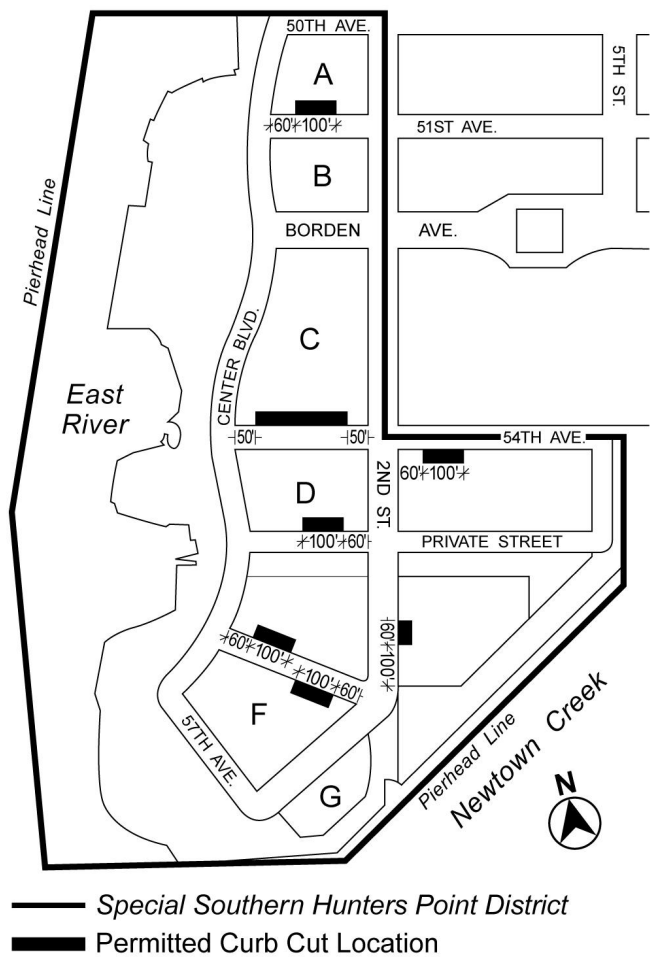 50TH AVE.
A
5TH ST.
60' 100'
51ST AVE.
B
Pierhead Line
BORDEN AVE.
C
CENTER BLVD.
East
River
50' 50'
54TH AVE.
2ND ST.
60' 100'
D
100' 60'
PRIVATE STREET
60' 100'
60' 100'
100' 60'
F
57TH AVE.
G
Pierhead Line
Newtown Creek
N
Special Southern Hunters Point District
Permitted Curb Cut Location